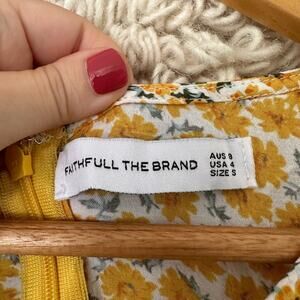 FAITHFULL THE BRAND
AUS 8
USA 4
SIZE S